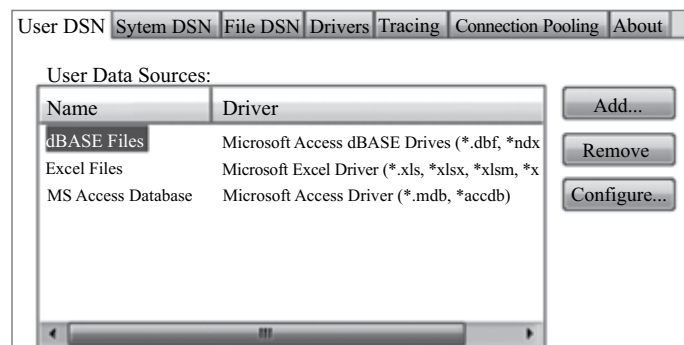 User DSN Sytem DSN File DSN Drivers Tracing Connection Pooling About
User Data Sources:
Name Driver Add...
dBASE Files Microsoft Access dBASE Drives (*.dbf, *ndx Remove
Excel Files Microsoft Excel Driver (*.xls, *xlsx, *xlsm, *x
MS Access Database Microsoft Access Driver (*.mdb, *accdb) Configure...